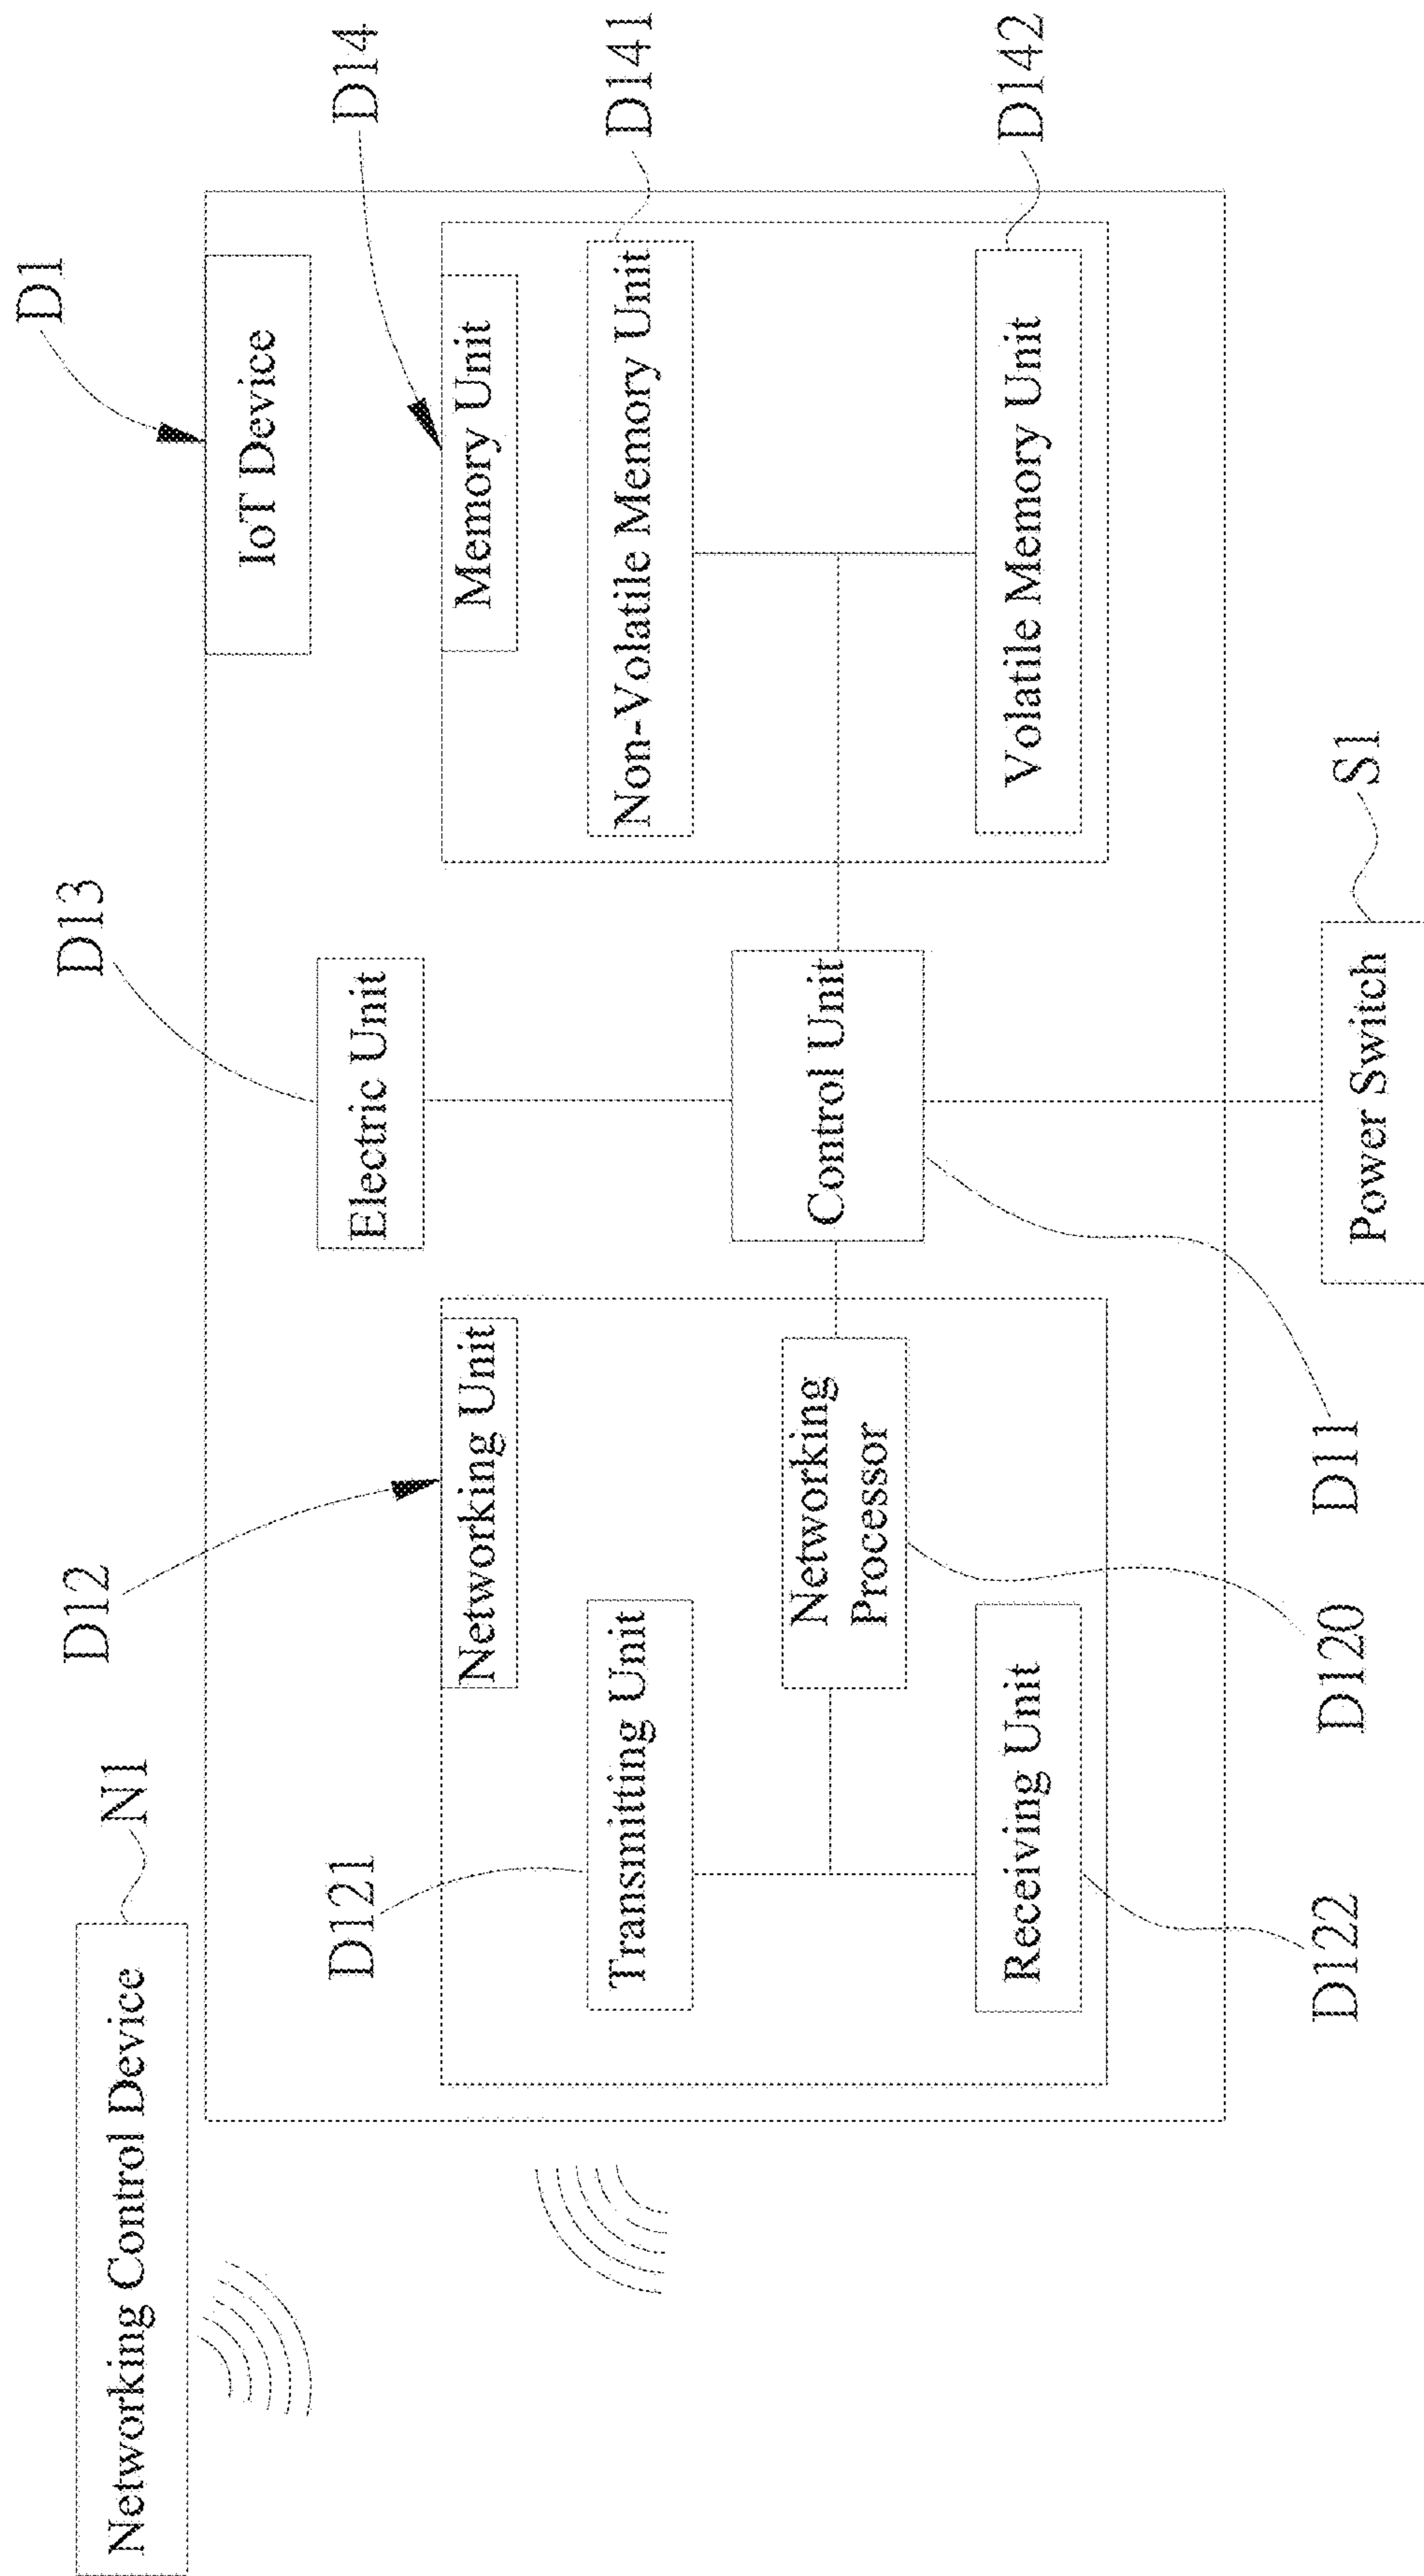 Networking Control Device
N1
D12
D13
D1
D14
IoT Device
Electric Unit
Networking Unit
Memory Unit
D121
Transmitting Unit
Non-Volatile Memory Unit
D141
Networking
Processor
Control Unit
Receiving Unit
Volatile Memory Unit
D142
D122
D120
D11
Power Switch
S1